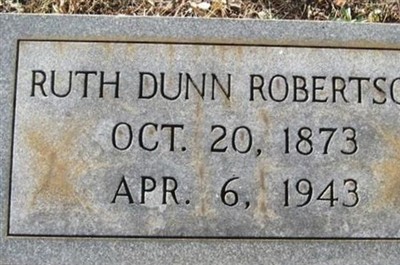 RUTH DUNN ROBERTSO
OCT. 20, 1873
APR. 6, 1943